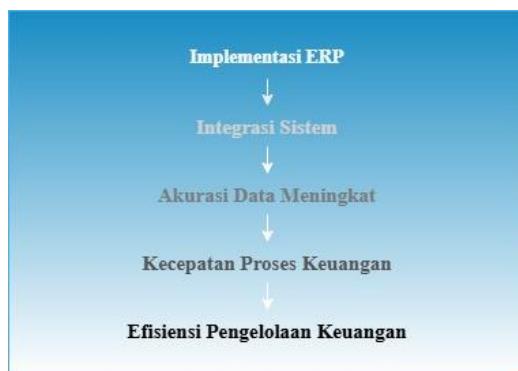 Implementasi ERP
Integrasi Sistem
Akurasi Data Meningkat
Kecepatan Proses Keuangan
Efisiensi Pengelolaan Keuangan